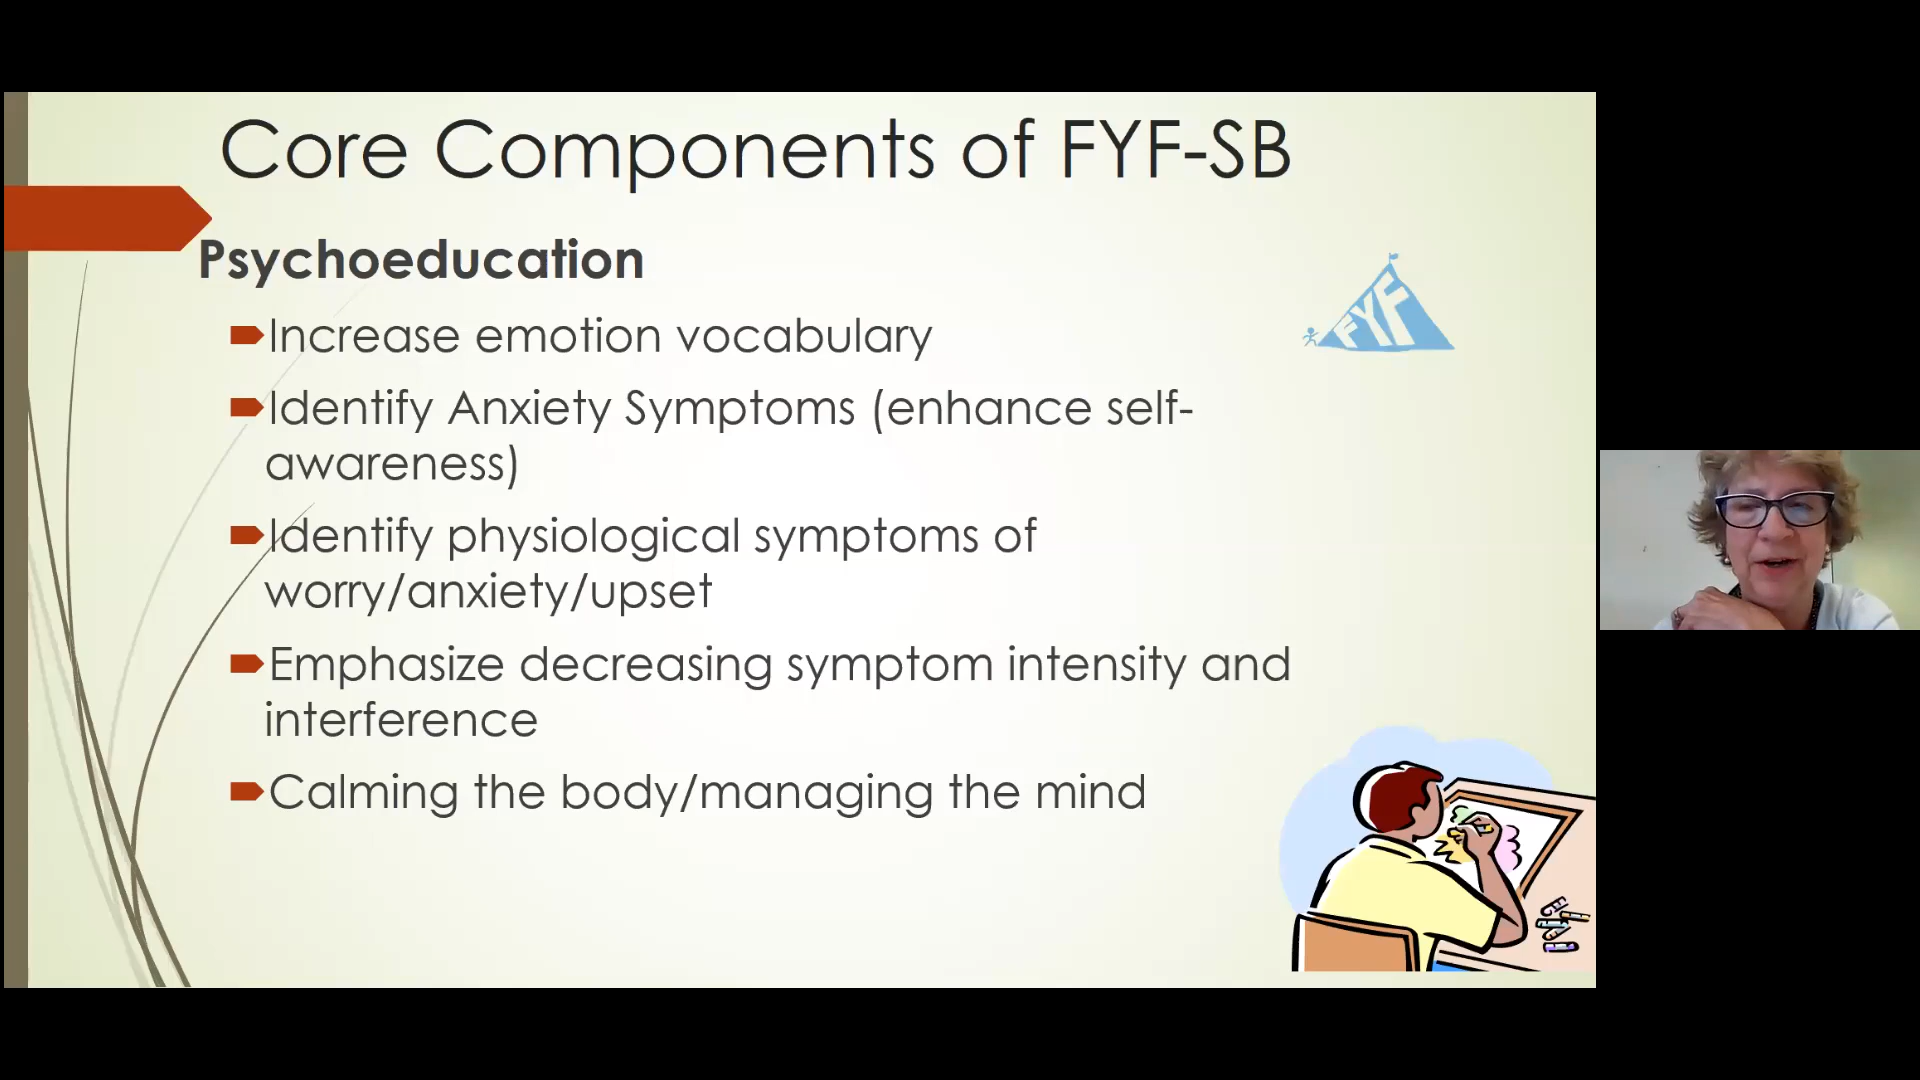 Core Components of FYF-SB
Psychoeducation
FYF
Increase emotion vocabulary
Identify Anxiety Symptoms (enhance self-
awareness)
Identify physiological symptoms of
worry/anxiety/upset
Emphasize decreasing symptom intensity and
interference
Calming the body/managing the mind